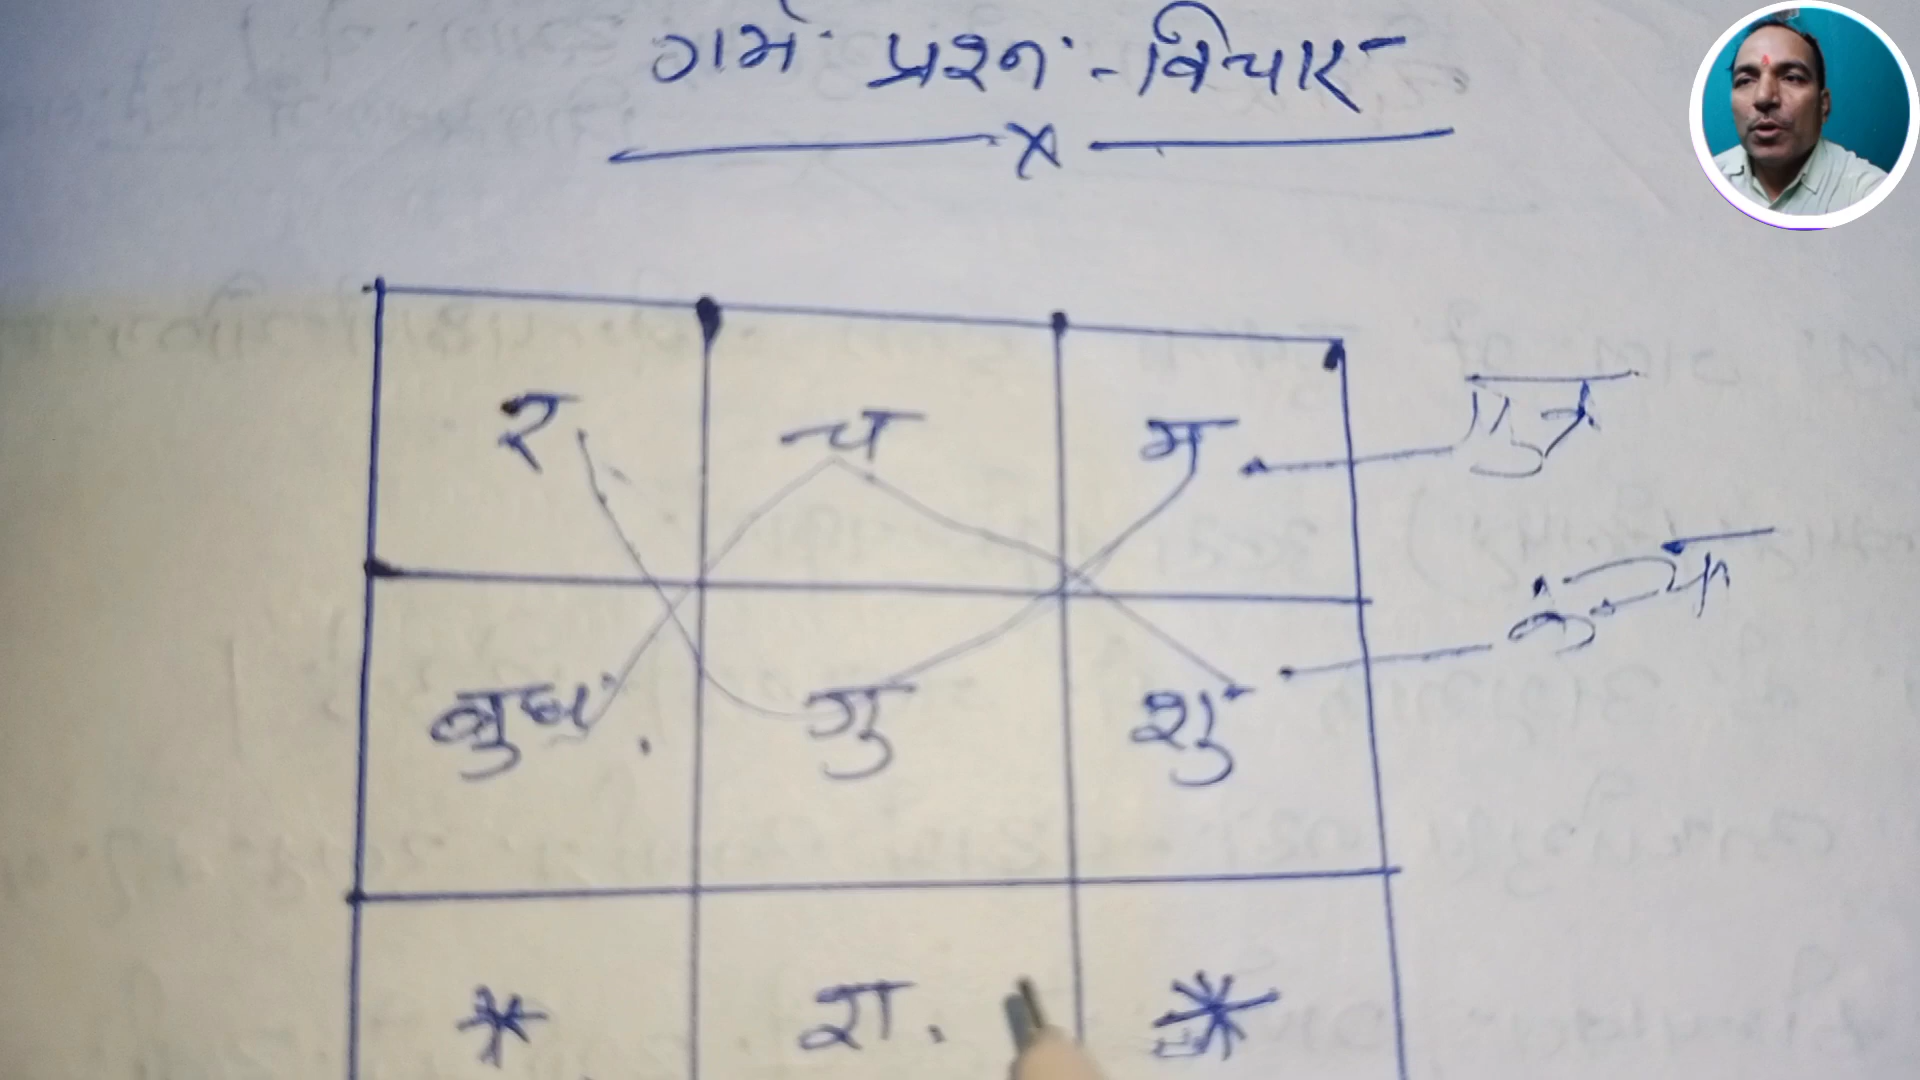 गर्भ प्रश्न - विचार
x
र च म पुत्र
कन्या
बुध गु शु
* श. *